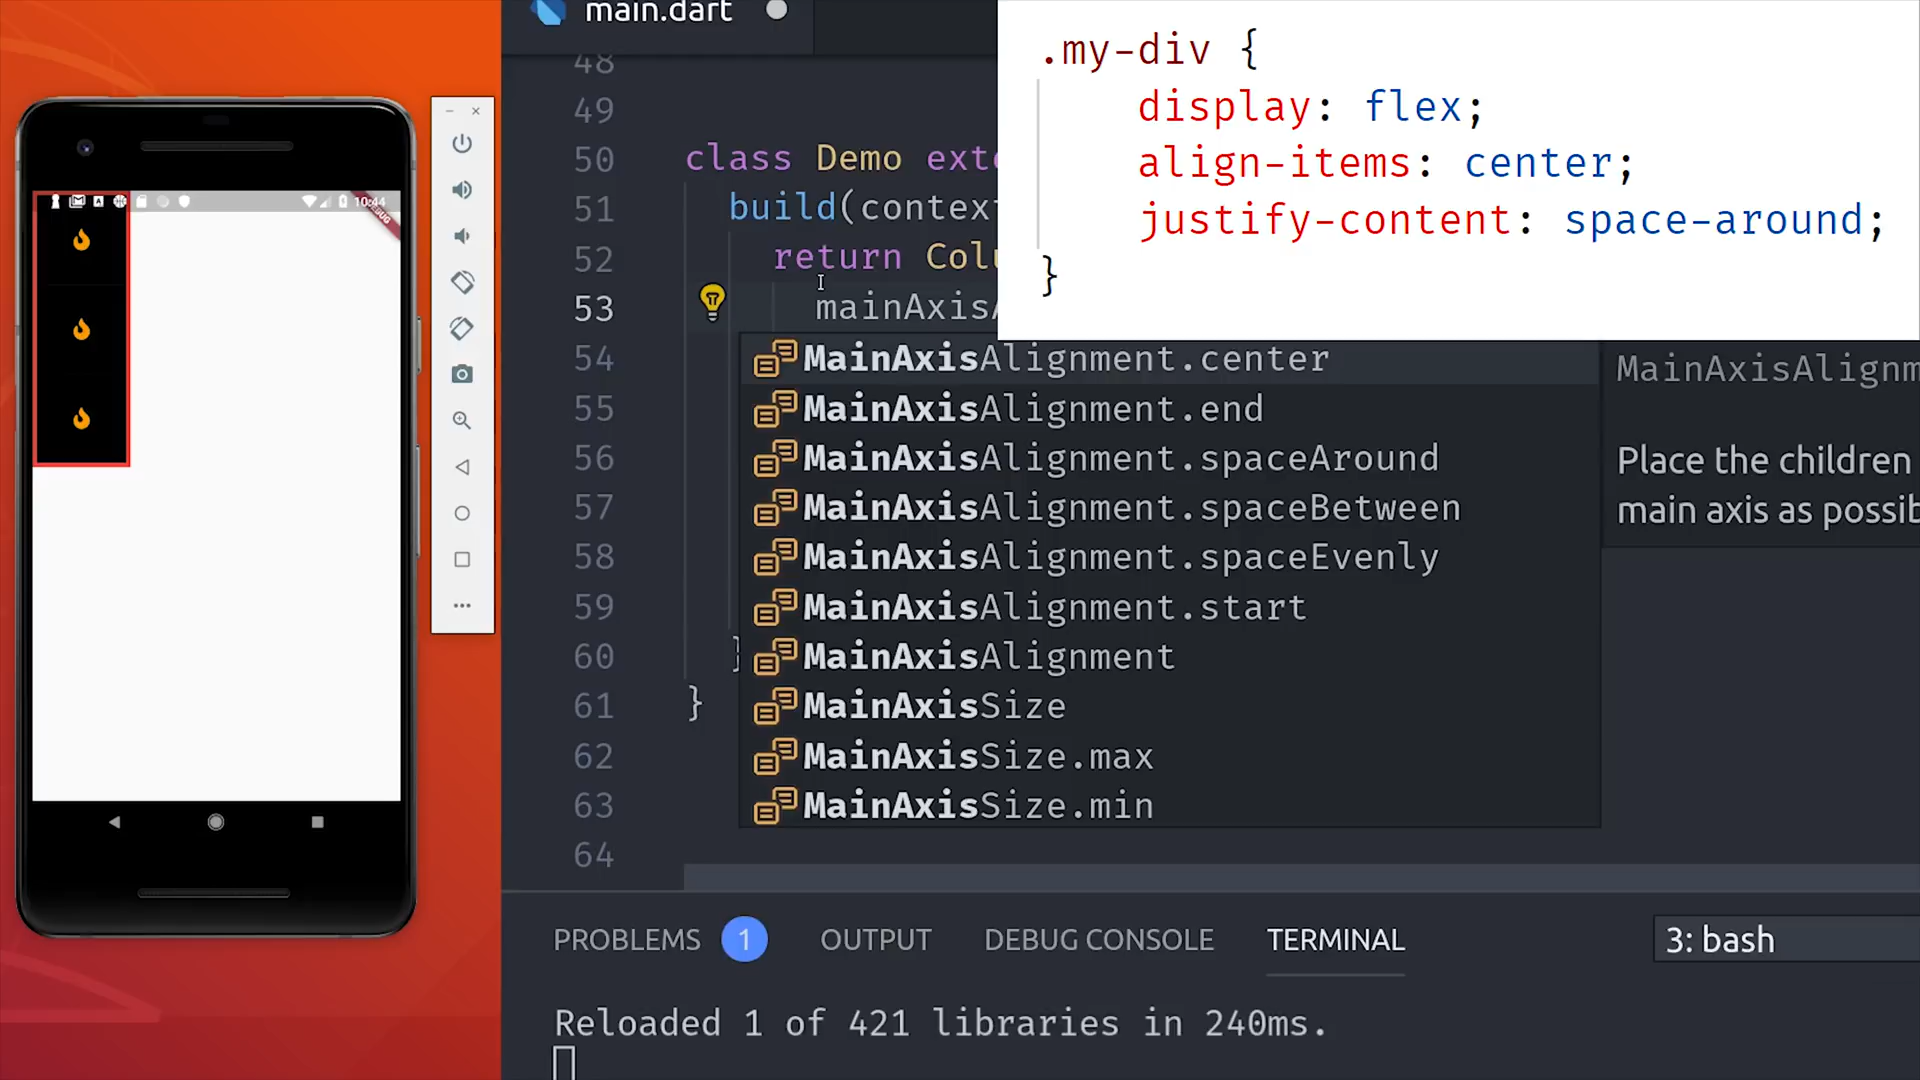 main.dart
.my-div {
display: flex;
align-items: center;
justify-content: space-around;
}
10:44
DEBUG
48
49
50 class Demo exte
51 build(contex
52 return Colu
53 mainAxisA
54
55
56
57
58
59
60 }
61 }
62
63
64
MainAxisAlignment.center
MainAxisAlignment.end
MainAxisAlignment.spaceAround
MainAxisAlignment.spaceBetween
MainAxisAlignment.spaceEvenly
MainAxisAlignment.start
MainAxisAlignment
MainAxisSize
MainAxisSize.max
MainAxisSize.min
MainAxisAlignm
Place the children
main axis as possib
PROBLEMS 1 OUTPUT DEBUG CONSOLE TERMINAL 3: bash
Reloaded 1 of 421 libraries in 240ms.